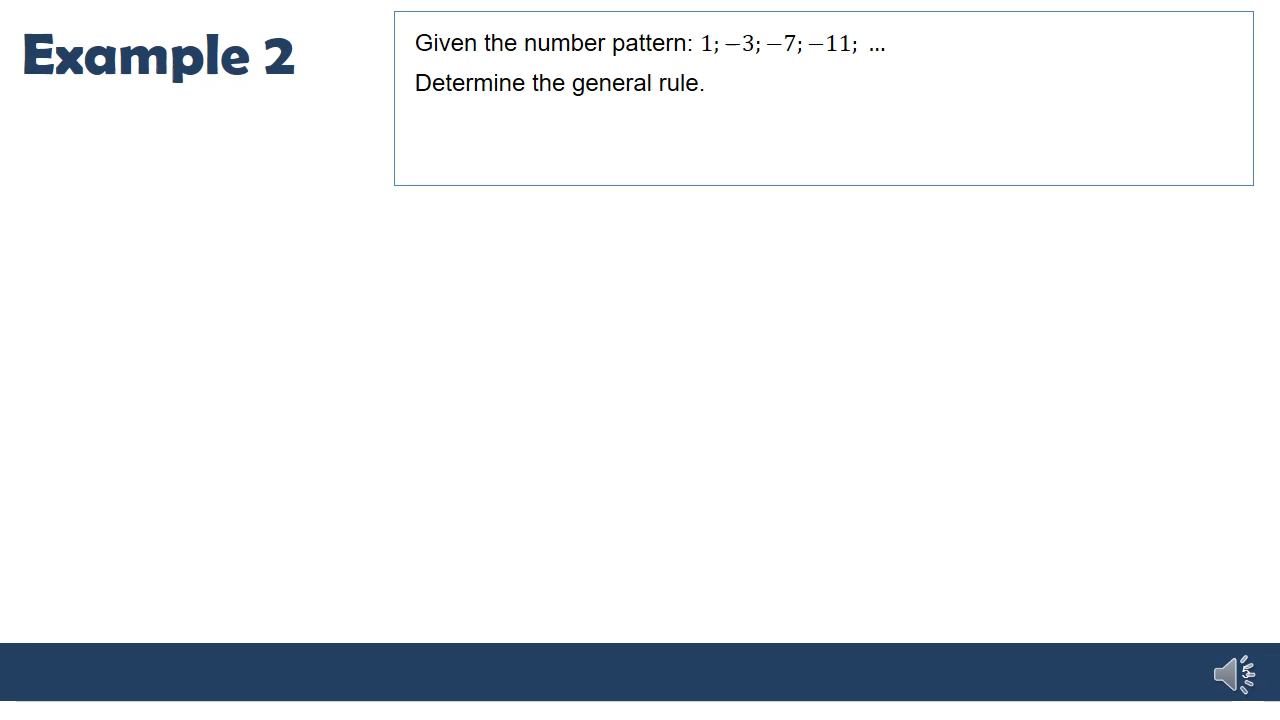 Example 2
Given the number pattern: 1; −3; −7; −11; …
Determine the general rule.